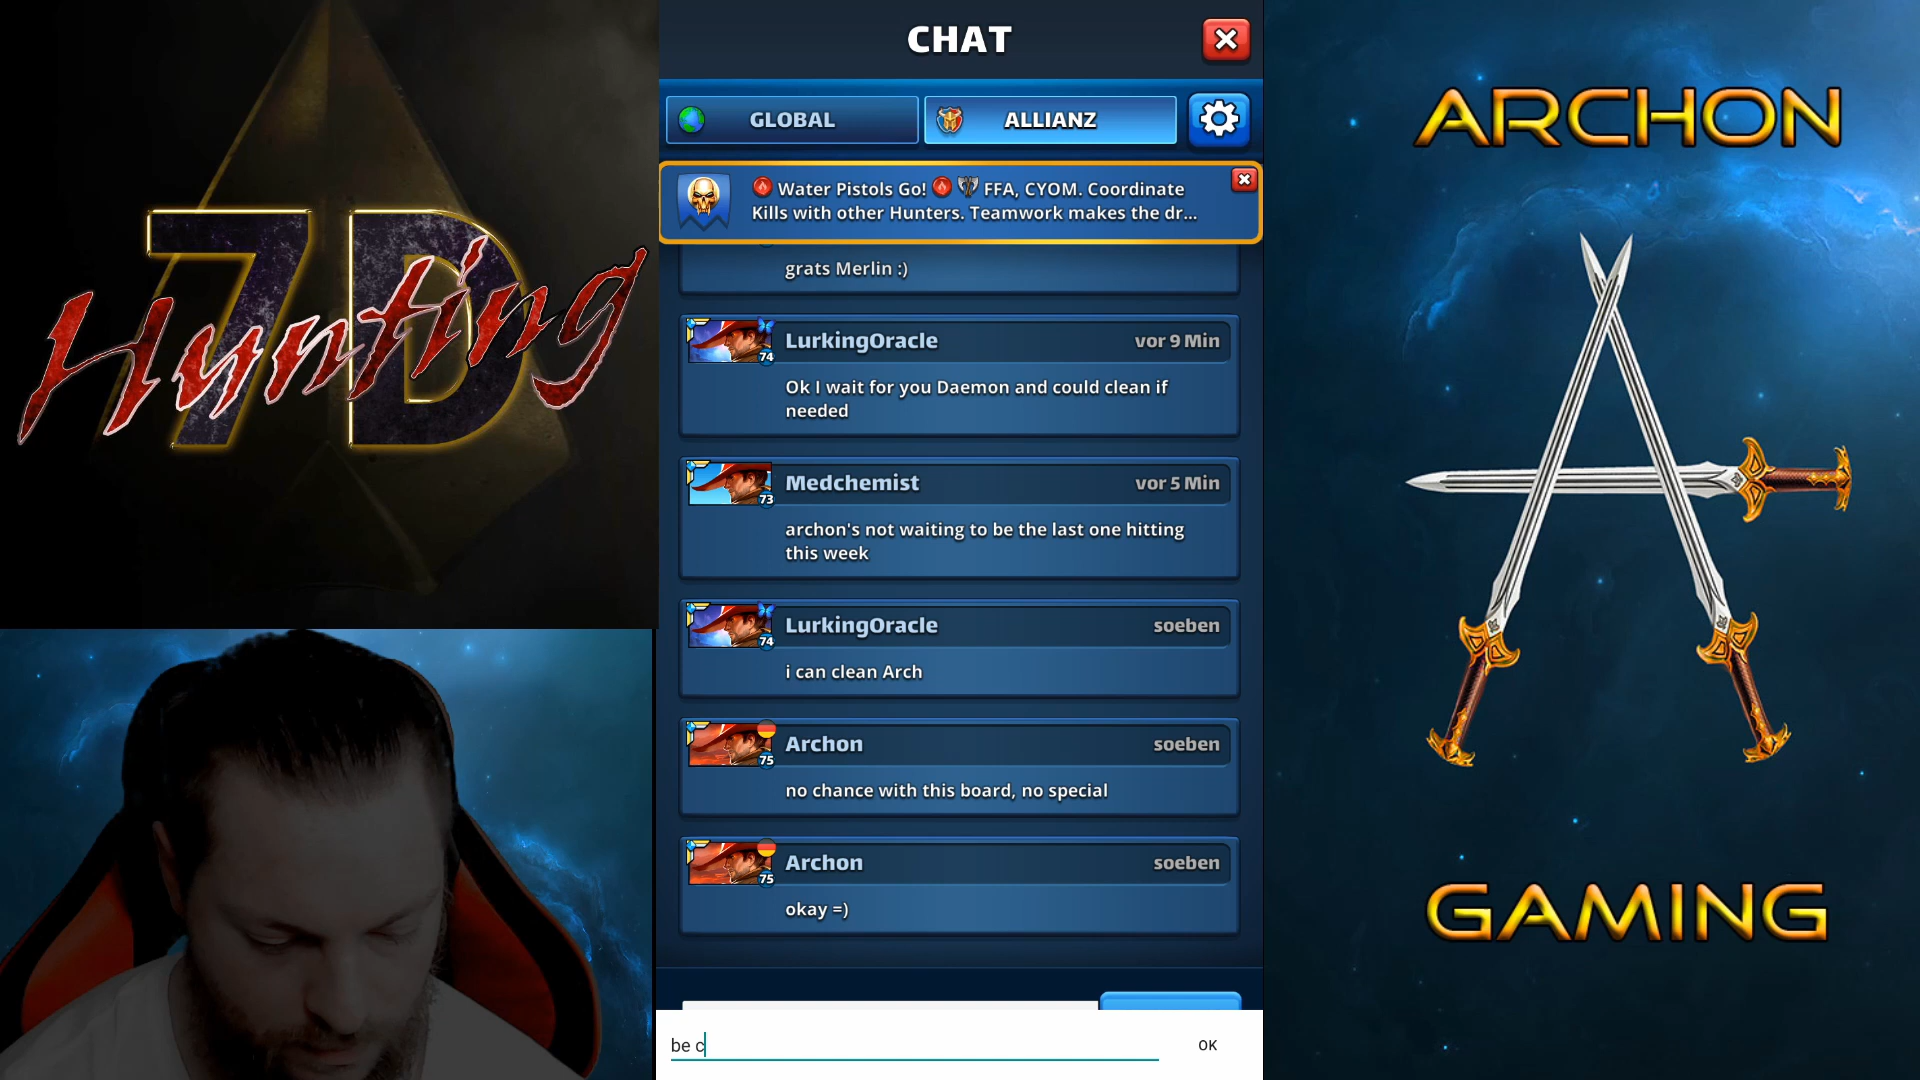 7D
Hunting
CHAT
GLOBAL
ALLIANZ
Water Pistols Go! FFA, CYOM. Coordinate
Kills with other Hunters. Teamwork makes the dr...
grats Merlin :)
LurkingOracle
vor 9 Min
74
Ok I wait for you Daemon and could clean if
needed
Medchemist
vor 5 Min
73
archon's not waiting to be the last one hitting
this week
LurkingOracle
soeben
74
i can clean Arch
Archon
soeben
75
no chance with this board, no special
Archon
soeben
75
okay =)
be c
OK
ARCHON
GAMING